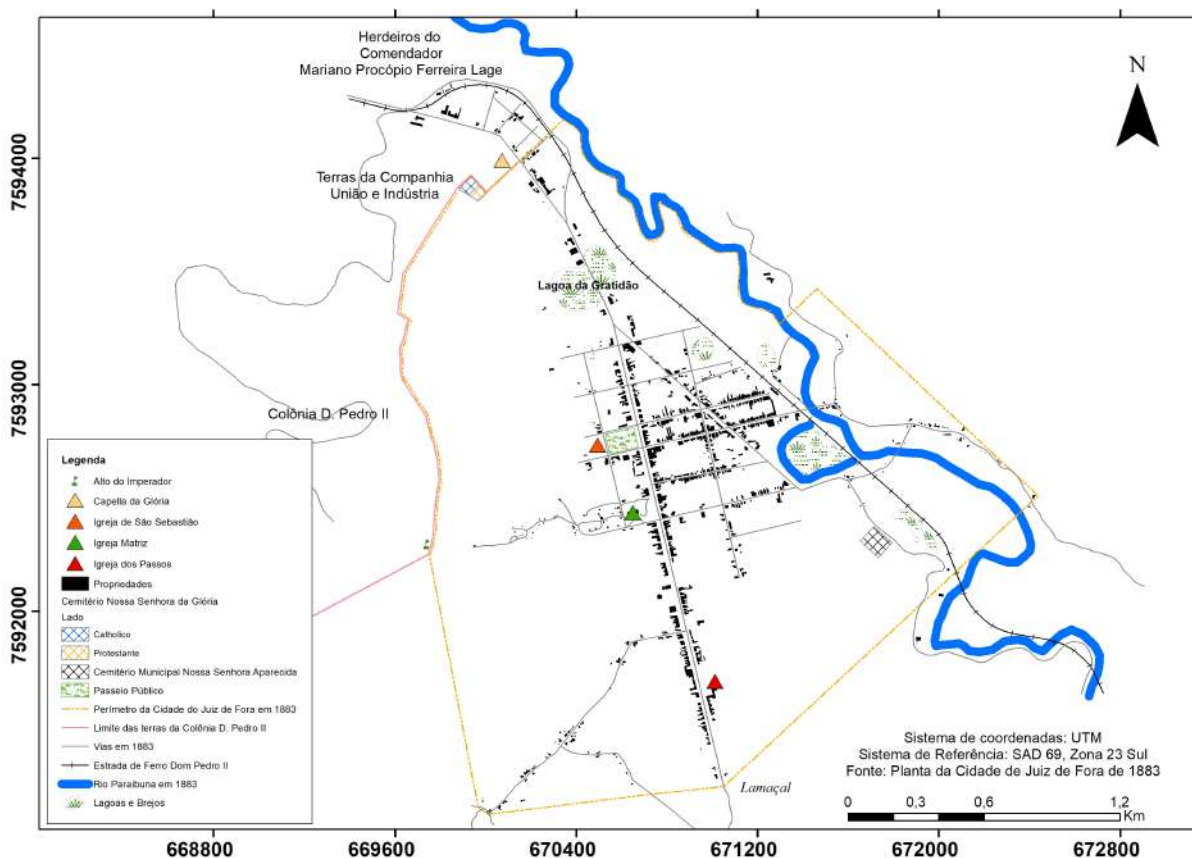 Herdeiros do
Comendador
Mariano Procópio Ferreira Lage
N
7594000
Terras da Companhia
União e Indústria
Lagoa da Gratidão
7593000
Colônia D. Pedro II
Legenda
Alto do Imperador
Capella da Glória
Igreja de São Sebastião
Igreja Matriz
Igreja dos Passos
Propriedades
Cemitério Nossa Senhora da Glória
Lado
Catholico
Protestante
Cemitério Municipal Nossa Senhora Aparecida
Passeio Público
Perímetro da Cidade do Juiz de Fora em 1883
Limite das terras da Colônia D. Pedro II
Vias em 1883
Estrada de Ferro Dom Pedro II
Rio Paraibuna em 1883
Lagoas e Brejos
7592000
Lamaçal
Sistema de coordenadas: UTM
Sistema de Referência: SAD 69, Zona 23 Sul
Fonte: Planta da Cidade de Juiz de Fora de 1883
0 0,3 0,6 1,2
Km
668800 669600 670400 671200 672000 672800